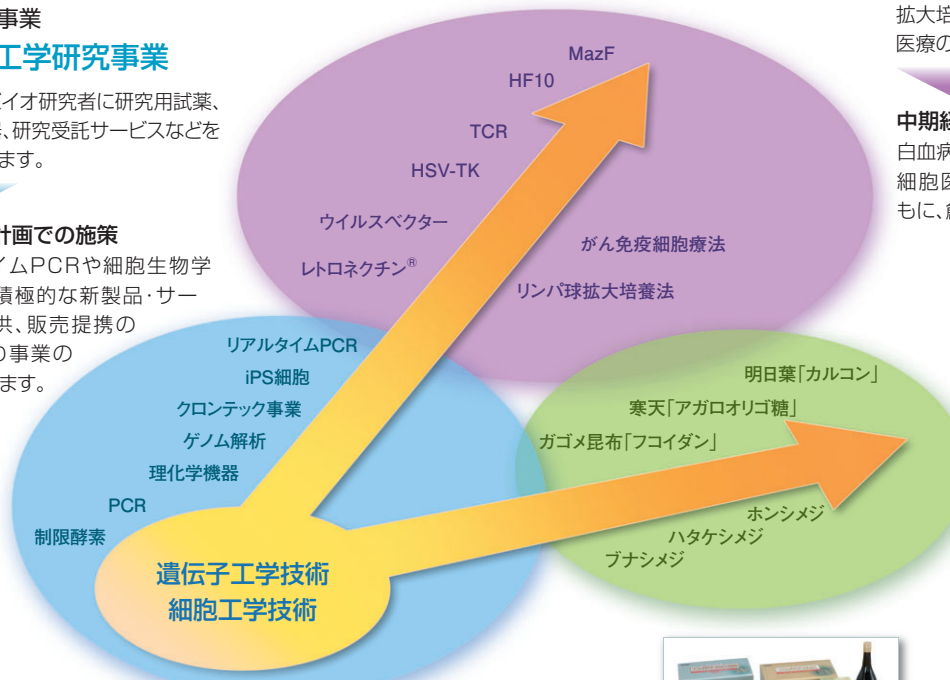 事業
工学研究事業
バイオ研究者に研究用試薬、
、研究受託サービスなどを
ます。
計画での施策
イムPCRや細胞生物学
積極的な新製品・サー
供、販売提携の
事業の
ます。
拡大培
医療の
中期経
白血病
細胞医
もに、
MazF
HF10
TCR
HSV-TK
ウイルスベクター
レトロネクチン®
がん免疫細胞療法
リンパ球拡大培養法
リアルタイムPCR
iPS細胞
クロンテック事業
ゲノム解析
理化学機器
PCR
制限酵素
遺伝子工学技術
細胞工学技術
明日葉「カルコン」
寒天「アガロオリゴ糖」
ガゴメ昆布「フコイダン」
ホンシメジ
ハタケシメジ
ブナシメジ